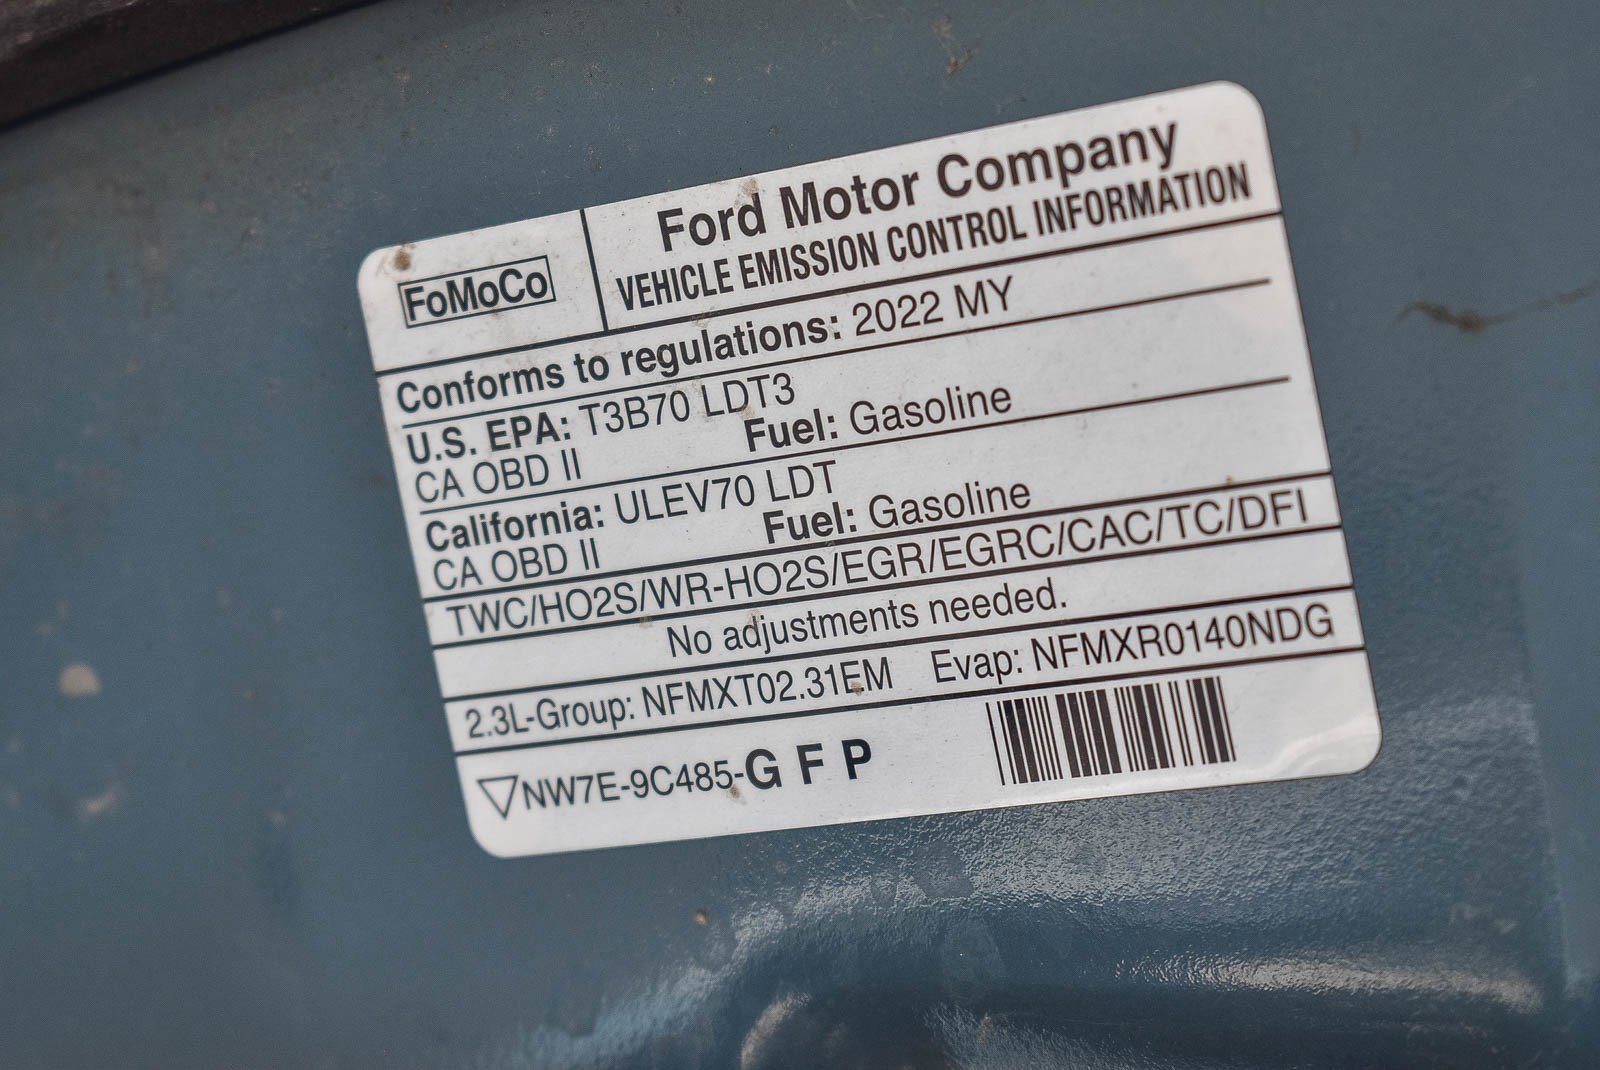 FoMoCo
Ford Motor Company
VEHICLE EMISSION CONTROL INFORMATION
Conforms to regulations: 2022 MY
U.S. EPA: T3B70 LDT3
CA OBD II Fuel: Gasoline
California: ULEV70 LDT
CA OBD II Fuel: Gasoline
TWC/HO2S/WR-HO2S/EGR/EGRC/CAC/TC/DFI
No adjustments needed.
2.3L-Group: NFMXT02.31EM Evap: NFMXR0140NDG
▽NW7E-9C485-G F P